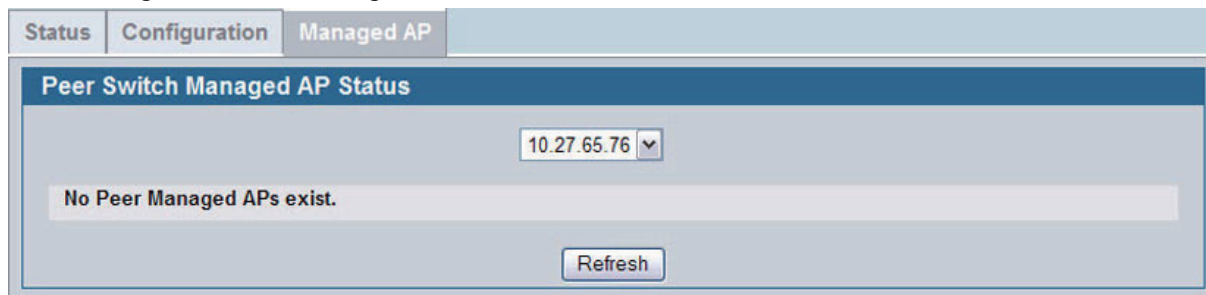 Status Configuration Managed AP
Peer Switch Managed AP Status
10.27.65.76
No Peer Managed APs exist.
Refresh